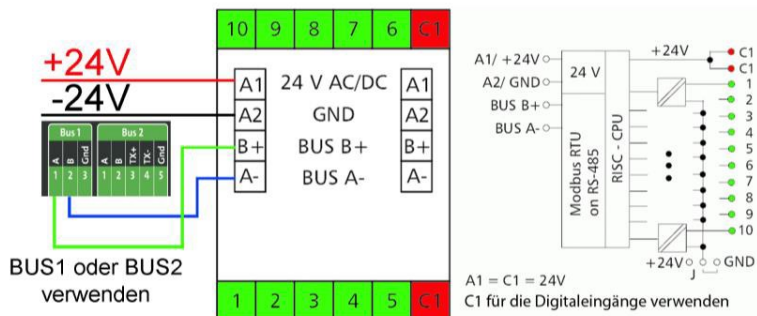 10 9 8 7 6 C1
+24V
-24V
A1 24 V AC/DC A1
A2 GND A2
B+ BUS B+ B+
A- BUS A- A-
Bus 1 Bus 2
A B Gnd A B TX+ TX- Gnd
1 2 3 1 2 3 4 5
BUS1 oder BUS2
verwenden
1 2 3 4 5 C1
A1/ +24V
A2/ GND
BUS B+
BUS A-
24 V
Modbus RTU
on RS-485
RISC - CPU
+24V
C1
C1
1
2
3
4
5
6
7
8
9
10
+24V GND
J
A1 = C1 = 24V
C1 für die Digitaleingänge verwenden